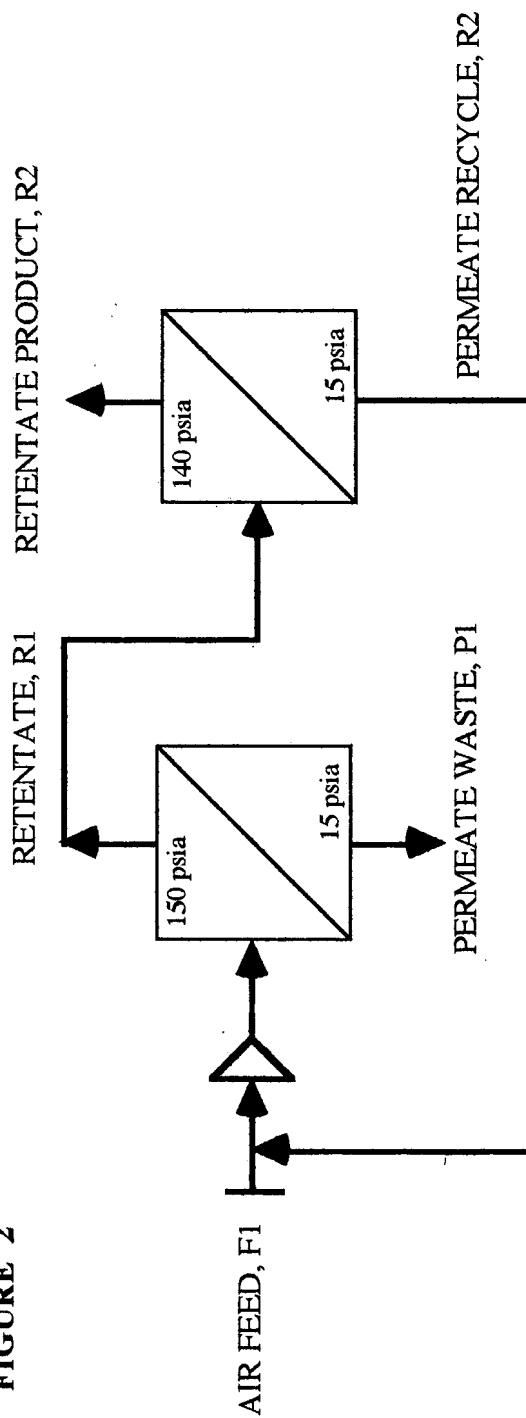 FIGURE 2
AIR FEED, F1
RETENTATE, R1
150 psia
15 psia
PERMEATE WASTE, P1
RETENTATE PRODUCT, R2
140 psia
15 psia
PERMEATE RECYCLE, R2